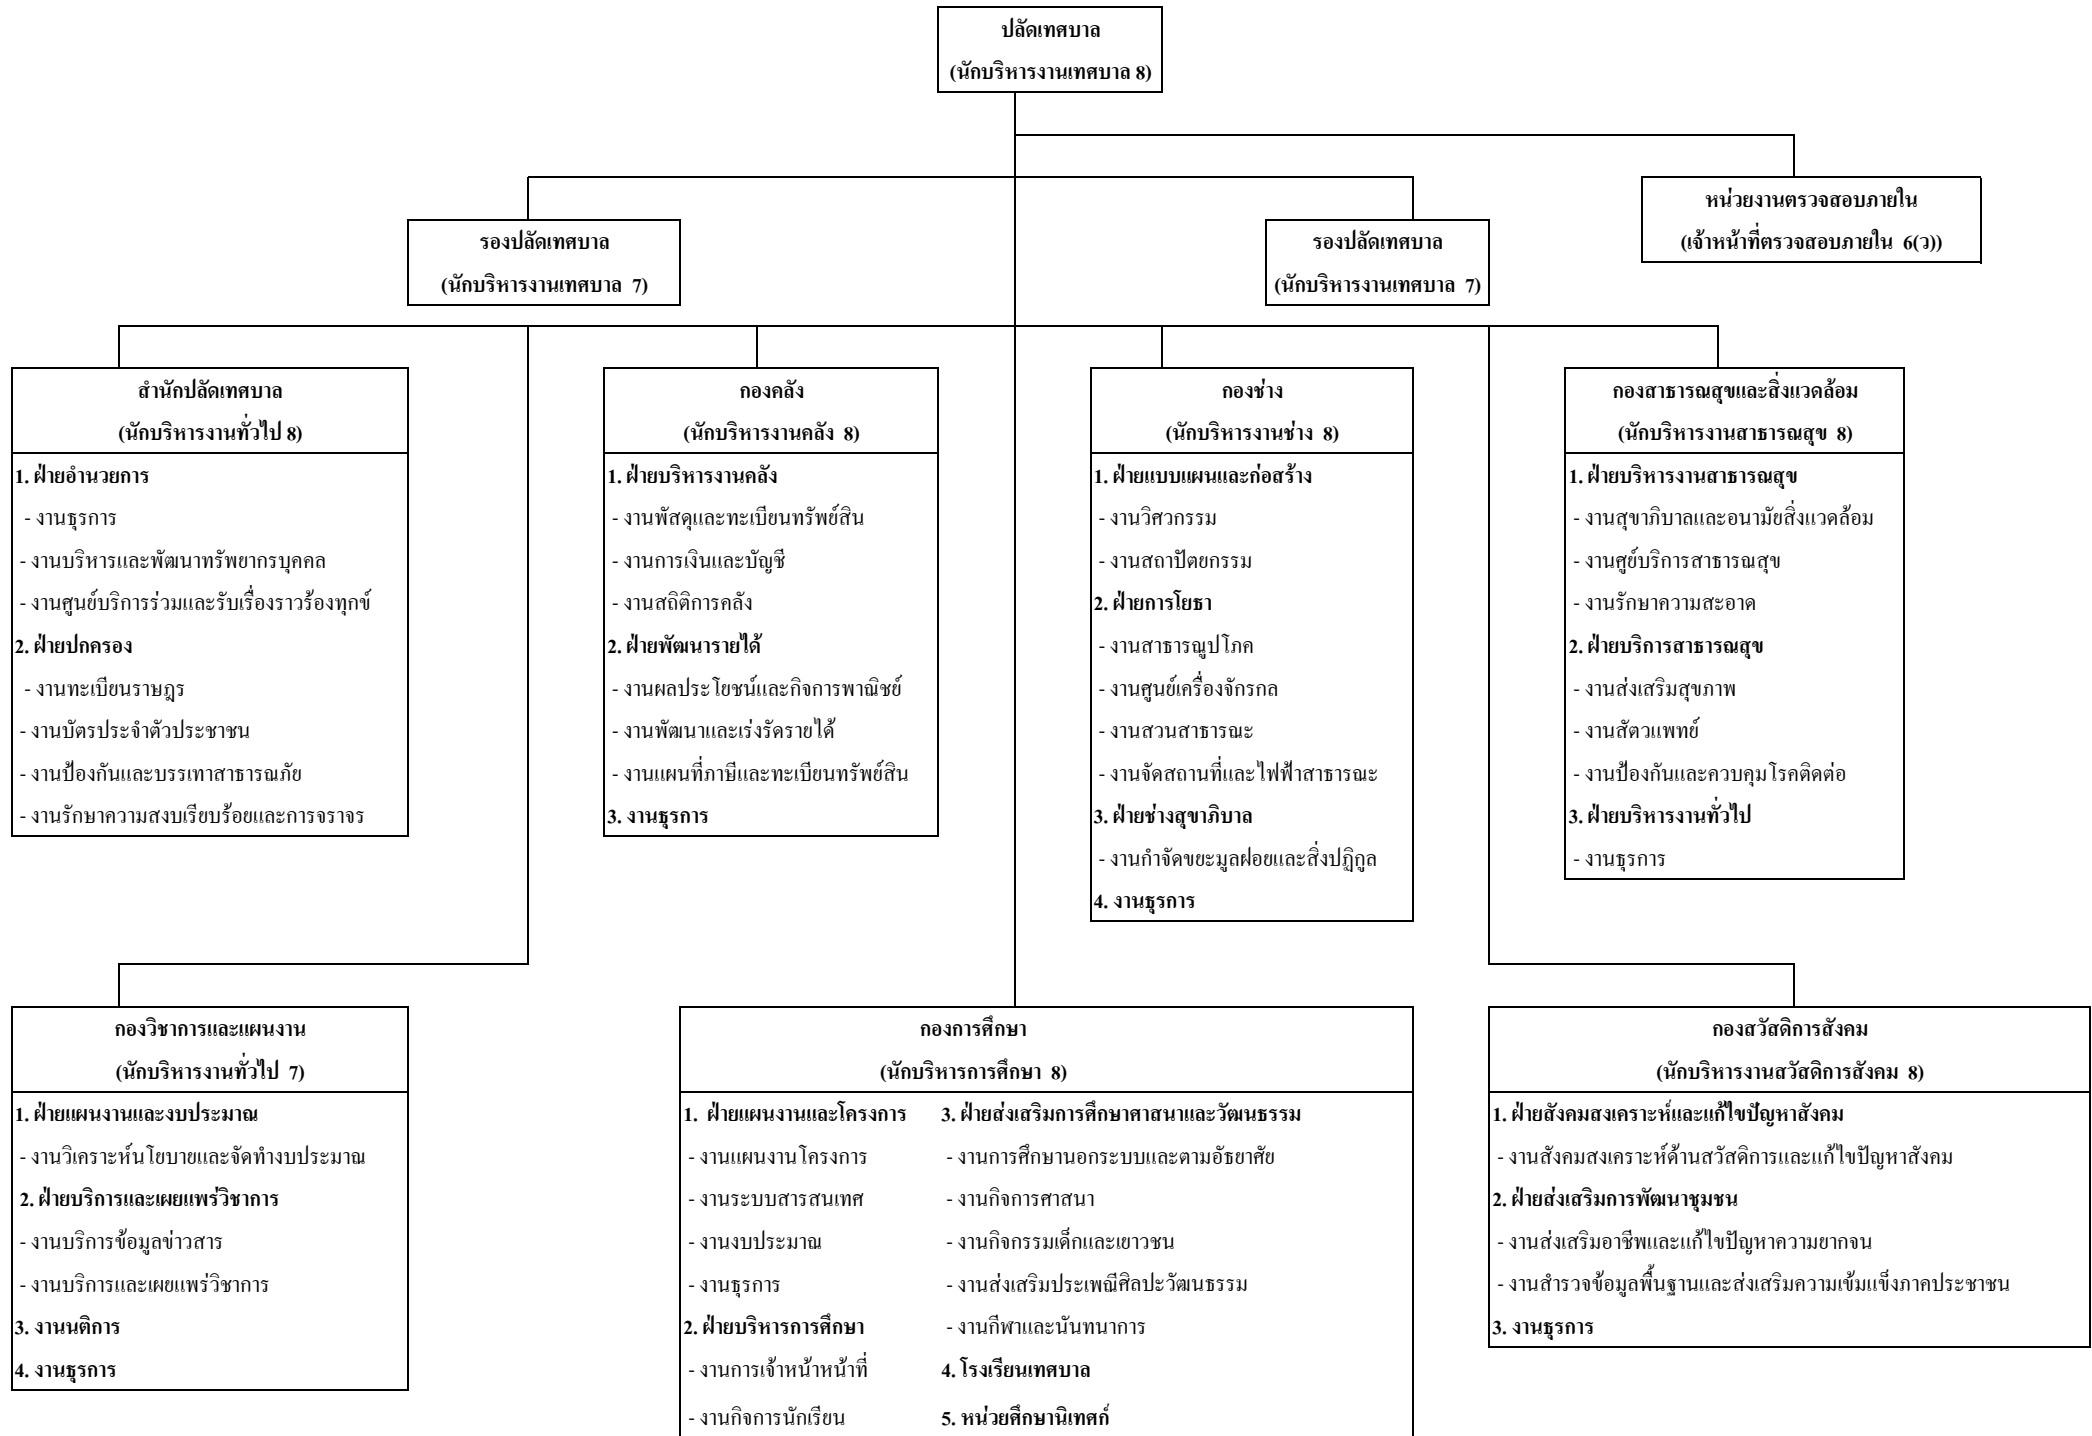 ปลัดเทศบาล
(นักบริหารงานเทศบาล 8)
หน่วยงานตรวจสอบภายใน
(เจ้าหน้าที่ตรวจสอบภายใน 6(ว))
รองปลัดเทศบาล
(นักบริหารงานเทศบาล 7)
รองปลัดเทศบาล
(นักบริหารงานเทศบาล 7)
สำนักปลัดเทศบาล
(นักบริหารงานทั่วไป 8)
1. ฝ่ายอำนวยการ
- งานธุรการ
- งานบริหารและพัฒนาทรัพยากรบุคคล
- งานศูนย์บริการร่วมและรับเรื่องราวร้องทุกข์
2. ฝ่ายปกครอง
- งานทะเบียนราษฎร
- งานบัตรประจำตัวประชาชน
- งานป้องกันและบรรเทาสาธารณภัย
- งานรักษาความสงบเรียบร้อยและการจราจร
กองคลัง
(นักบริหารงานคลัง 8)
1. ฝ่ายบริหารงานคลัง
- งานพัสดุและทะเบียนทรัพย์สิน
- งานการเงินและบัญชี
- งานสถิติการคลัง
2. ฝ่ายพัฒนารายได้
- งานผลประโยชน์และกิจการพาณิชย์
- งานพัฒนาและเร่งรัดรายได้
- งานแผนที่ภาษีและทะเบียนทรัพย์สิน
3. งานธุรการ
กองช่าง
(นักบริหารงานช่าง 8)
1. ฝ่ายแบบแผนและก่อสร้าง
- งานวิศวกรรม
- งานสถาปัตยกรรม
2. ฝ่ายการโยธา
- งานสาธารณูปโภค
- งานศูนย์เครื่องจักรกล
- งานสวนสาธารณะ
- งานจัดสถานที่และไฟฟ้าสาธารณะ
3. ฝ่ายช่างสุขาภิบาล
- งานกำจัดขยะมูลฝอยและสิ่งปฏิกูล
4. งานธุรการ
กองสาธารณสุขและสิ่งแวดล้อม
(นักบริหารงานสาธารณสุข 8)
1. ฝ่ายบริหารงานสาธารณสุข
- งานสุขาภิบาลและอนามัยสิ่งแวดล้อม
- งานศูย์บริการสาธารณสุข
- งานรักษาความสะอาด
2. ฝ่ายบริการสาธารณสุข
- งานส่งเสริมสุขภาพ
- งานสัตวแพทย์
- งานป้องกันและควบคุมโรคติดต่อ
3. ฝ่ายบริหารงานทั่วไป
- งานธุรการ
กองวิชาการและแผนงาน
(นักบริหารงานทั่วไป 7)
1. ฝ่ายแผนงานและงบประมาณ
- งานวิเคราะห์นโยบายและจัดทำงบประมาณ
2. ฝ่ายบริการและเผยแพร่วิชาการ
- งานบริการข้อมูลข่าวสาร
- งานบริการและเผยแพร่วิชาการ
3. งานนติการ
4. งานธุรการ
กองการศึกษา
(นักบริหารการศึกษา 8)
1. ฝ่ายแผนงานและโครงการ
- งานแผนงานโครงการ
- งานระบบสารสนเทศ
- งานงบประมาณ
- งานธุรการ
2. ฝ่ายบริหารการศึกษา
- งานการเจ้าหน้าหน้าที่
- งานกิจการนักเรียน
3. ฝ่ายส่งเสริมการศึกษาศาสนาและวัฒนธรรม
- งานการศึกษานอกระบบและตามอัธยาศัย
- งานกิจการศาสนา
- งานกิจกรรมเด็กและเยาวชน
- งานส่งเสริมประเพณีศิลปะวัฒนธรรม
- งานกีฬาและนันทนาการ
4. โรงเรียนเทศบาล
5. หน่วยศึกษานิเทศก์
กองสวัสดิการสังคม
(นักบริหารงานสวัสดิการสังคม 8)
1. ฝ่ายสังคมสงเคราะห์และแก้ไขปัญหาสังคม
- งานสังคมสงเคราะห์ด้านสวัสดิการและแก้ไขปัญหาสังคม
2. ฝ่ายส่งเสริมการพัฒนาชุมชน
- งานส่งเสริมอาชีพและแก้ไขปัญหาความยากจน
- งานสำรวจข้อมูลพื้นฐานและส่งเสริมความเข้มแข็งภาคประชาชน
3. งานธุรการ